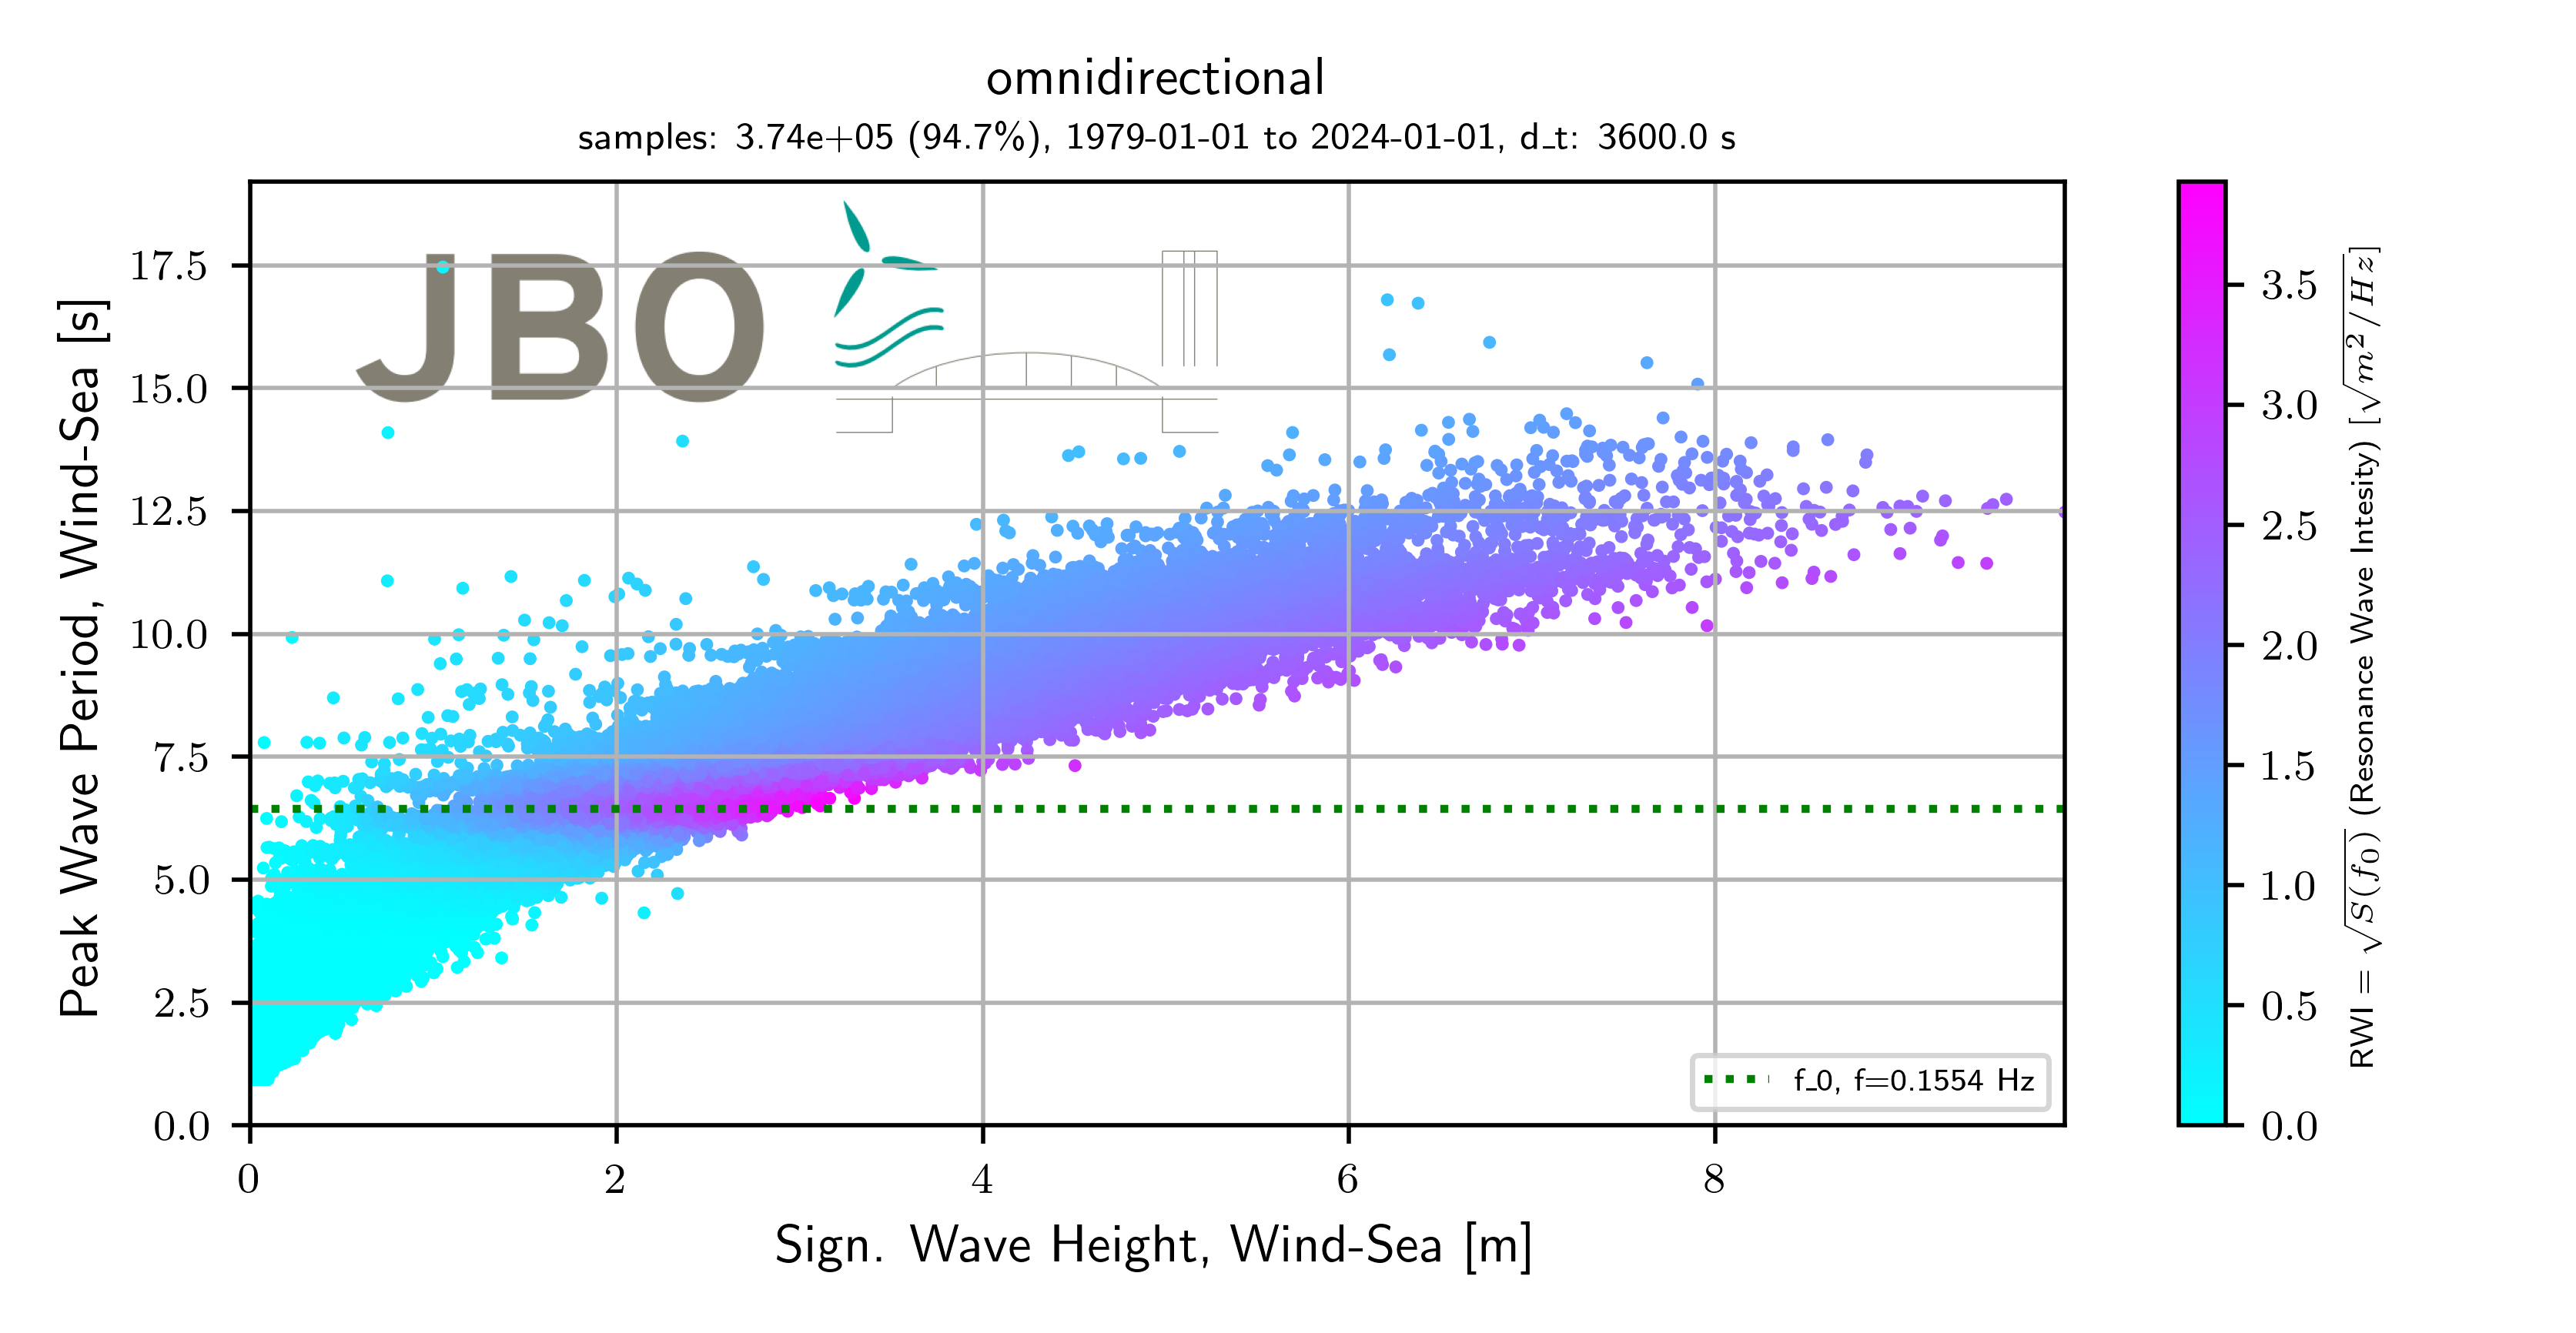 omnidirectional
samples: 3.74e+05 (94.7%), 1979-01-01 to 2024-01-01, d_t: 3600.0 s
JBO
Peak Wave Period, Wind-Sea [s]
17.5
15.0
12.5
10.0
7.5
5.0
2.5
0.0
0 2 4 6 8
Sign. Wave Height, Wind-Sea [m]
f_0, f=0.1554 Hz
3.5
3.0
2.5
2.0
1.5
1.0
0.5
0.0
RWI = √S(f₀) (Resonance Wave Intesity) [√m²/Hz]